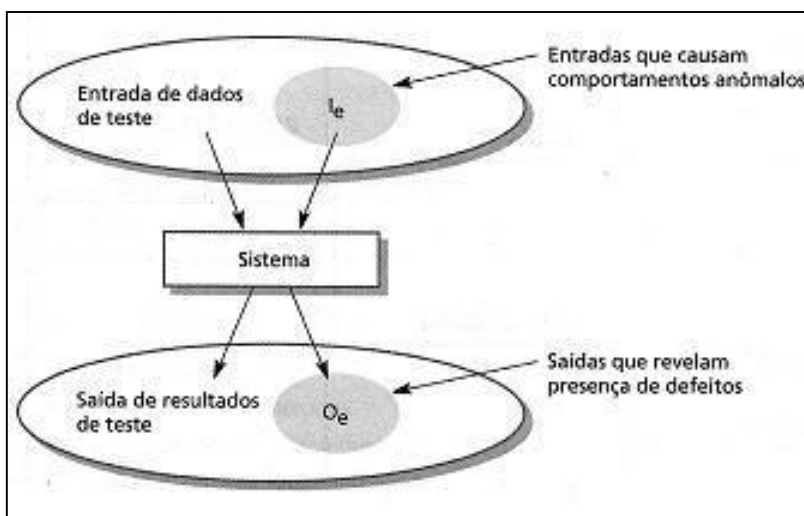 Entradas que causam
comportamentos anômalos
Entrada de dados
de teste
Ie
Sistema
Saídas que revelam
presença de defeitos
Saída de resultados
de teste
Oe